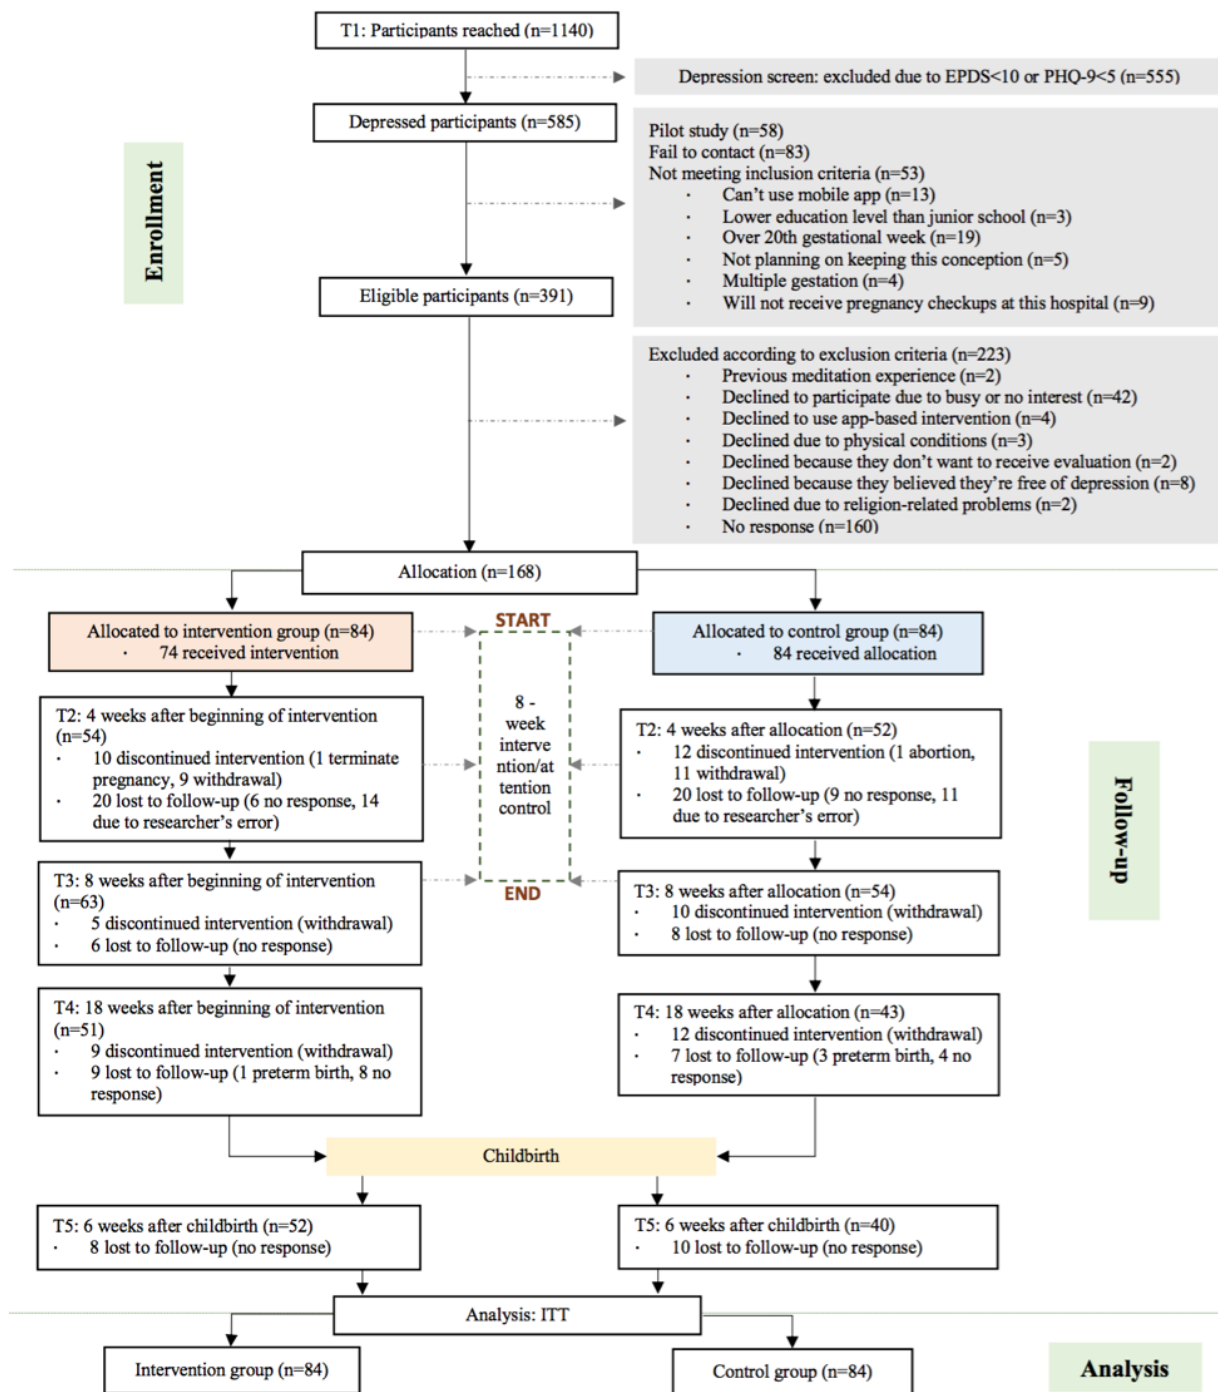 T1: Participants reached (n=1140)
Depression screen: excluded due to EPDS<10 or PHQ-9<5 (n=555)
Depressed participants (n=585)
Enrollment
Pilot study (n=58)
Fail to contact (n=83)
Not meeting inclusion criteria (n=53)
· Can't use mobile app (n=13)
· Lower education level than junior school (n=3)
· Over 20th gestational week (n=19)
· Not planning on keeping this conception (n=5)
· Multiple gestation (n=4)
· Will not receive pregnancy checkups at this hospital (n=9)
Eligible participants (n=391)
Excluded according to exclusion criteria (n=223)
· Previous meditation experience (n=2)
· Declined to participate due to busy or no interest (n=42)
· Declined to use app-based intervention (n=4)
· Declined due to physical conditions (n=3)
· Declined because they don't want to receive evaluation (n=2)
· Declined because they believed they're free of depression (n=8)
· Declined due to religion-related problems (n=2)
· No response (n=160)
Allocation (n=168)
Allocated to intervention group (n=84)
· 74 received intervention
START
Allocated to control group (n=84)
· 84 received allocation
8 -
week
interve
ntion/at
tention
control
END
Follow-up
T2: 4 weeks after beginning of intervention
(n=54)
· 10 discontinued intervention (1 terminate
pregnancy, 9 withdrawal)
· 20 lost to follow-up (6 no response, 14
due to researcher's error)
T2: 4 weeks after allocation (n=52)
· 12 discontinued intervention (1 abortion,
11 withdrawal)
· 20 lost to follow-up (9 no response, 11
due to researcher's error)
T3: 8 weeks after beginning of intervention
(n=63)
· 5 discontinued intervention (withdrawal)
· 6 lost to follow-up (no response)
T3: 8 weeks after allocation (n=54)
· 10 discontinued intervention (withdrawal)
· 8 lost to follow-up (no response)
T4: 18 weeks after beginning of intervention
(n=51)
· 9 discontinued intervention (withdrawal)
· 9 lost to follow-up (1 preterm birth, 8 no
response)
T4: 18 weeks after allocation (n=43)
· 12 discontinued intervention (withdrawal)
· 7 lost to follow-up (3 preterm birth, 4 no
response)
Childbirth
T5: 6 weeks after childbirth (n=52)
· 8 lost to follow-up (no response)
T5: 6 weeks after childbirth (n=40)
· 10 lost to follow-up (no response)
Analysis: ITT
Intervention group (n=84)
Control group (n=84)
Analysis